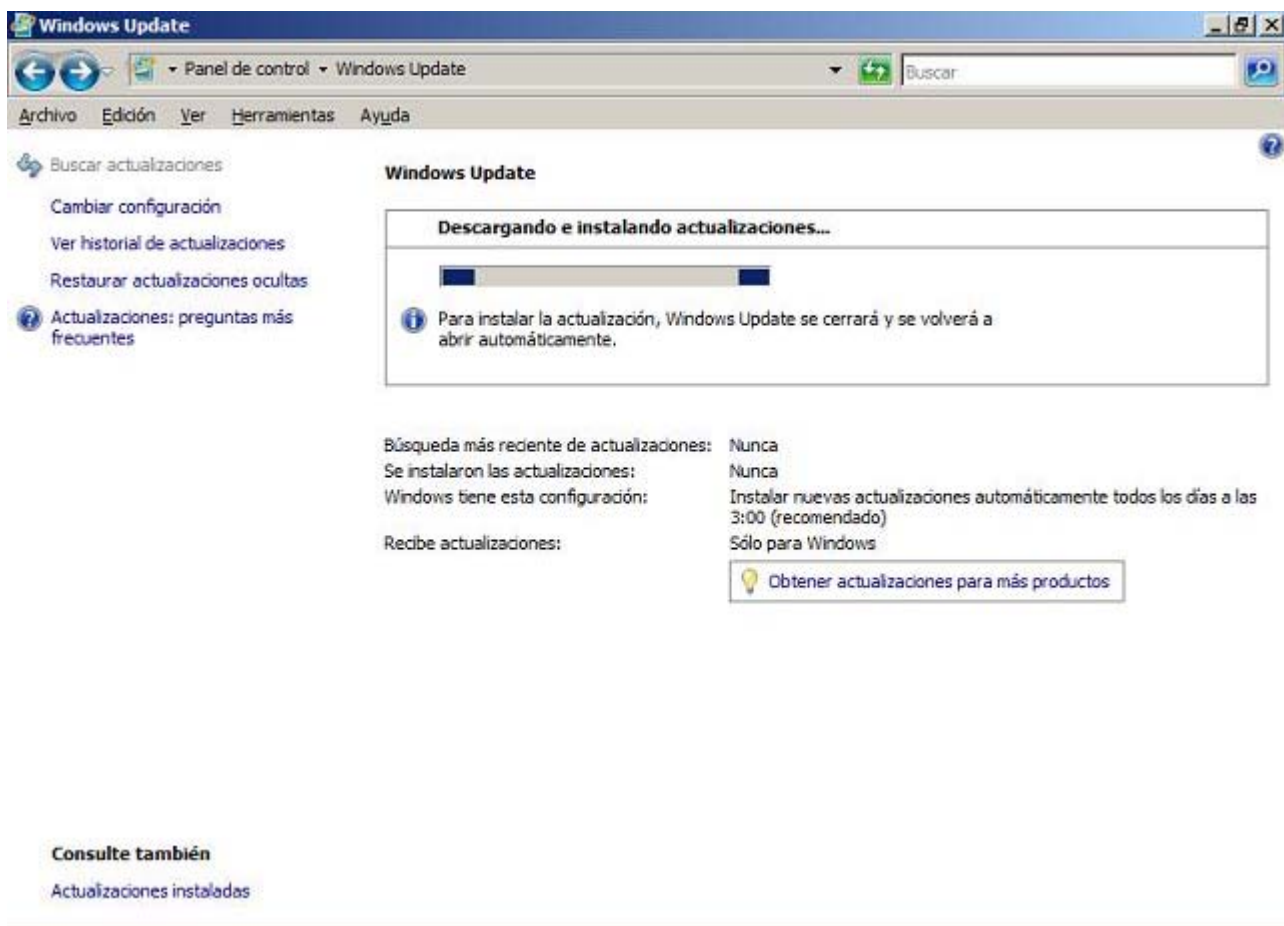 Windows Update
Panel de control Windows Update
Buscar
Archivo Edición Ver Herramientas Ayuda
Buscar actualizaciones
Cambiar configuración
Ver historial de actualizaciones
Restaurar actualizaciones ocultas
Actualizaciones: preguntas más
frecuentes
Windows Update
Descargando e instalando actualizaciones...
Para instalar la actualización, Windows Update se cerrará y se volverá a
abrir automáticamente.
Búsqueda más reciente de actualizaciones: Nunca
Se instalaron las actualizaciones: Nunca
Windows tiene esta configuración: Instalar nuevas actualizaciones automáticamente todos los días a las
3:00 (recomendado)
Recibe actualizaciones: Sólo para Windows
Obtener actualizaciones para más productos
Consulte también
Actualizaciones instaladas